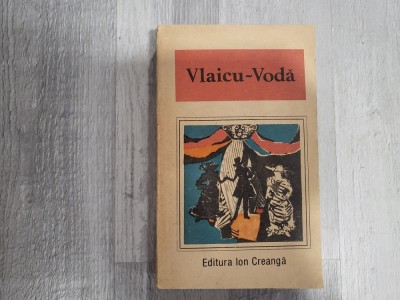 Vlaicu-Vodă
Editura Ion Creangă